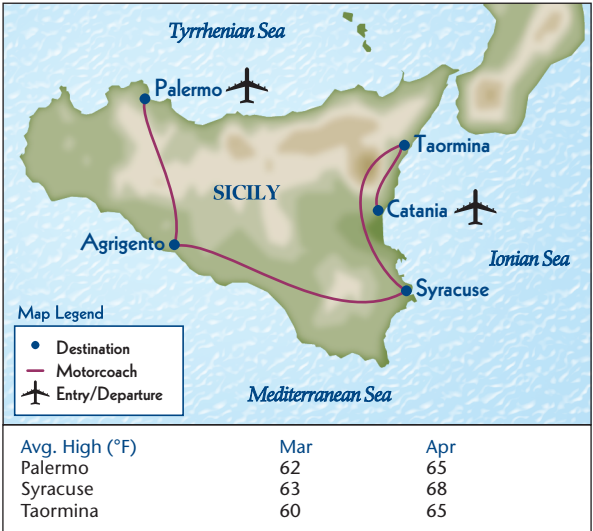 Tyrrhenian Sea
Palermo
Taormina
SICILY
Catania
Agrigento
Ionian Sea
Syracuse
Map Legend
Destination
Motorcoach
Entry/Departure
Mediterranean Sea
Avg. High (°F) Mar Apr
Palermo 62 65
Syracuse 63 68
Taormina 60 65